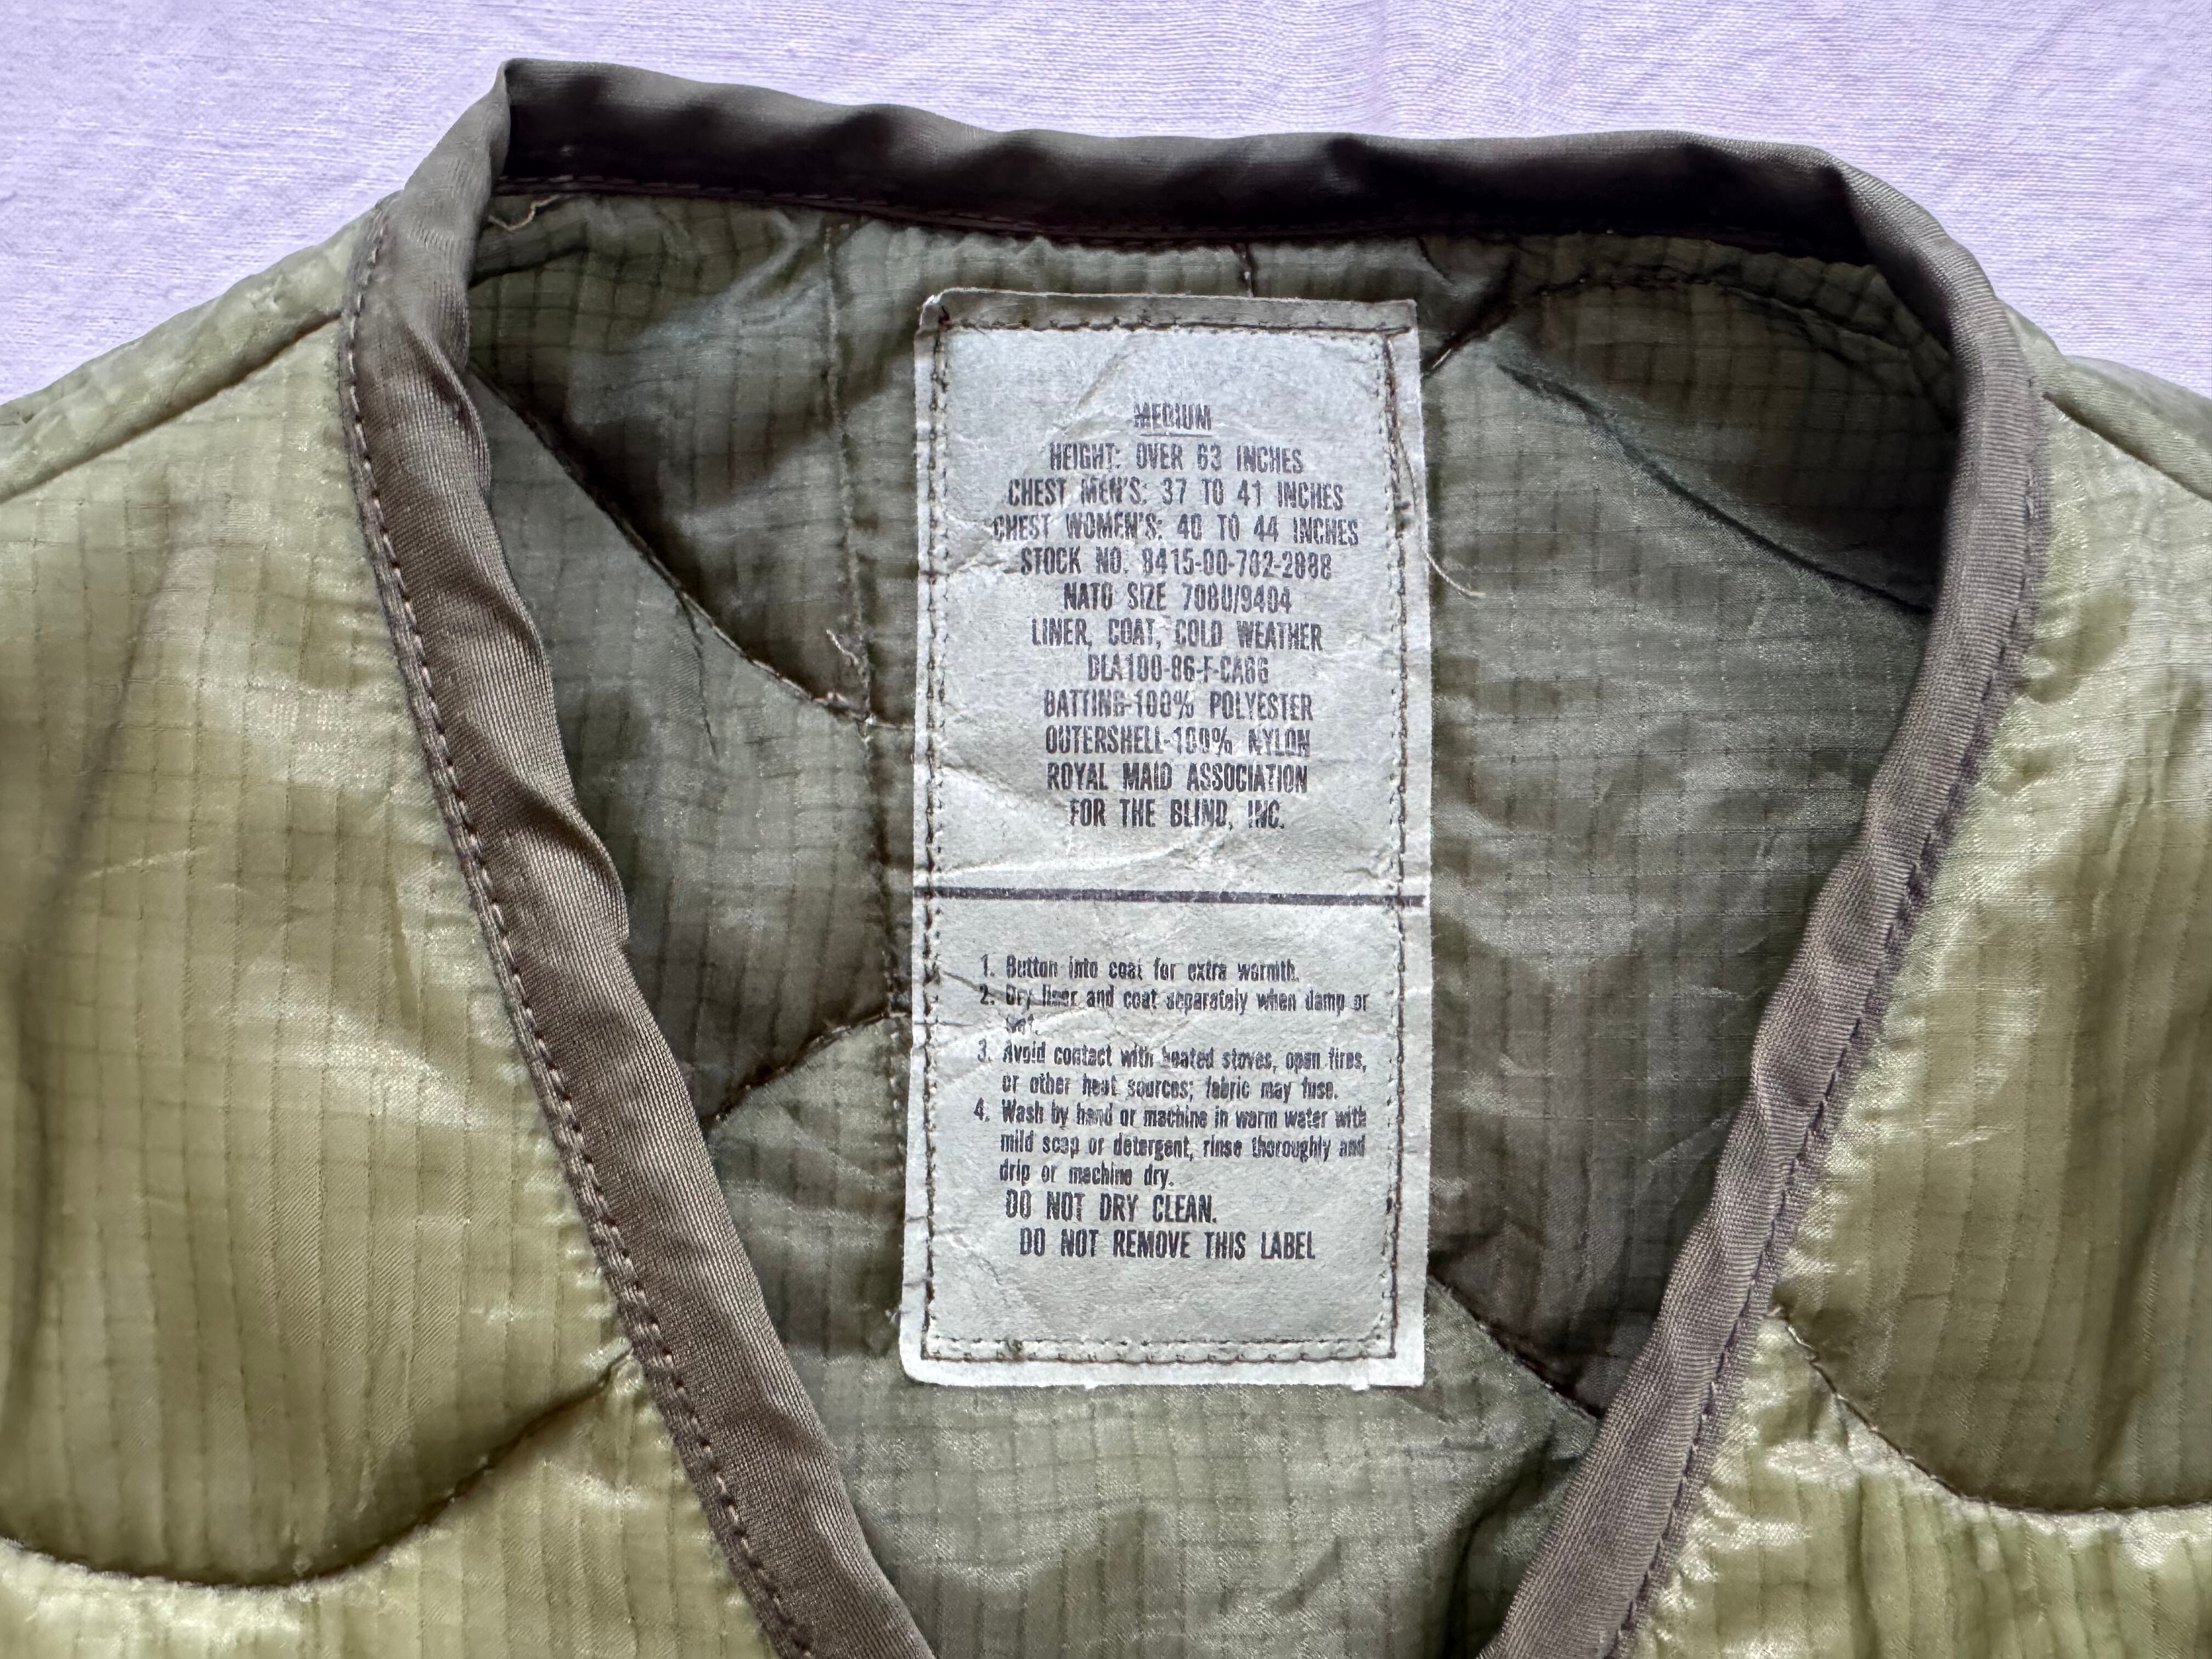 MEDIUM
HEIGHT: OVER 63 INCHES
CHEST MEN'S: 37 TO 41 INCHES
CHEST WOMEN'S: 40 TO 44 INCHES
STOCK NO. 8415-00-782-2888
NATO SIZE 7080/9404
LINER, COAT, COLD WEATHER
DLA100-86-F-CA66
BATTING-100% POLYESTER
OUTERSHELL-100% NYLON
ROYAL MAID ASSOCIATION
FOR THE BLIND, INC.
1. Button into coat for extra warmth.
2. Dry liner and coat separately when damp or
wet.
3. Avoid contact with heated stoves, open fires,
or other heat sources; fabric may fuse.
4. Wash by hand or machine in warm water with
mild soap or detergent, rinse thoroughly and
drip or machine dry.
DO NOT DRY CLEAN.
DO NOT REMOVE THIS LABEL